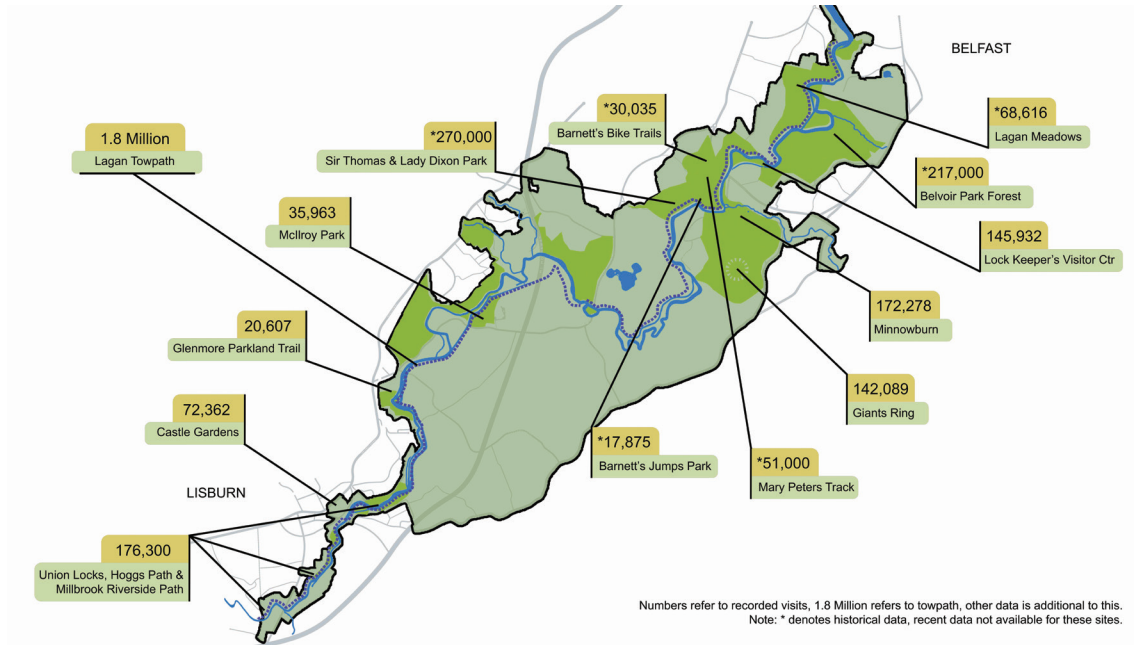 BELFAST
*30,035
Barnett's Bike Trails
*68,616
Lagan Meadows
1.8 Million
Lagan Towpath
*270,000
Sir Thomas & Lady Dixon Park
*217,000
Belvoir Park Forest
35,963
McIlroy Park
145,932
Lock Keeper's Visitor Ctr
172,278
Minnowburn
20,607
Glenmore Parkland Trail
142,089
Giants Ring
72,362
Castle Gardens
*17,875
Barnett's Jumps Park
*51,000
Mary Peters Track
LISBURN
176,300
Union Locks, Hoggs Path &
Millbrook Riverside Path
Numbers refer to recorded visits, 1.8 Million refers to towpath, other data is additional to this.
Note: * denotes historical data, recent data not available for these sites.